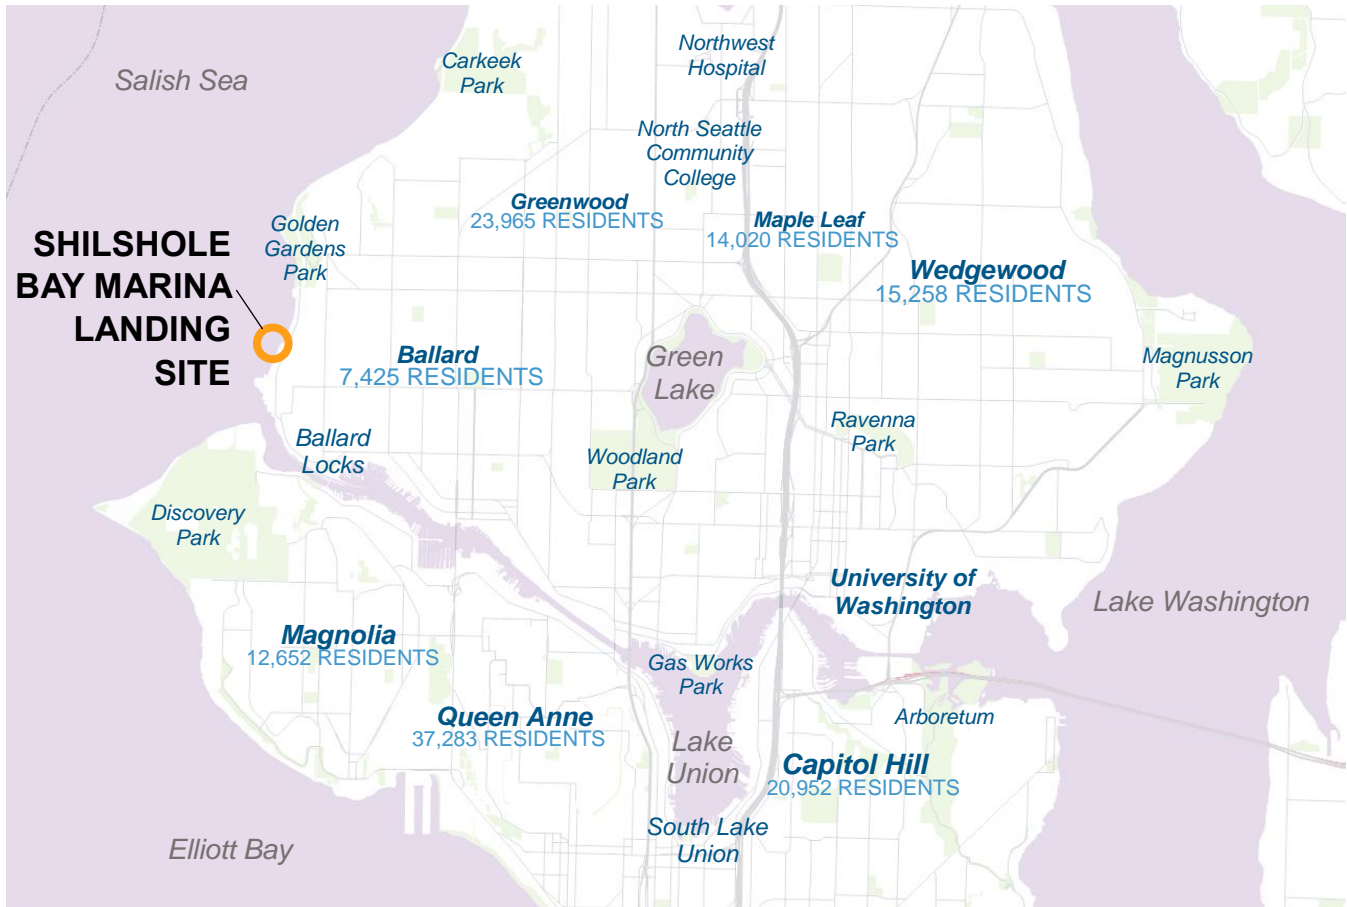 Northwest
Hospital
Carkeek
Park
Salish Sea
North Seattle
Community
College
Greenwood
23,965 RESIDENTS
Maple Leaf
14,020 RESIDENTS
Golden
Gardens
Park
SHILSHOLE
BAY MARINA
LANDING
SITE
Wedgewood
15,258 RESIDENTS
Ballard
7,425 RESIDENTS
Green
Lake
Magnusson
Park
Ravenna
Park
Ballard
Locks
Woodland
Park
Discovery
Park
University of
Washington
Lake Washington
Magnolia
12,652 RESIDENTS
Gas Works
Park
Queen Anne
37,283 RESIDENTS
Arboretum
Lake
Union
Capitol Hill
20,952 RESIDENTS
South Lake
Union
Elliott Bay